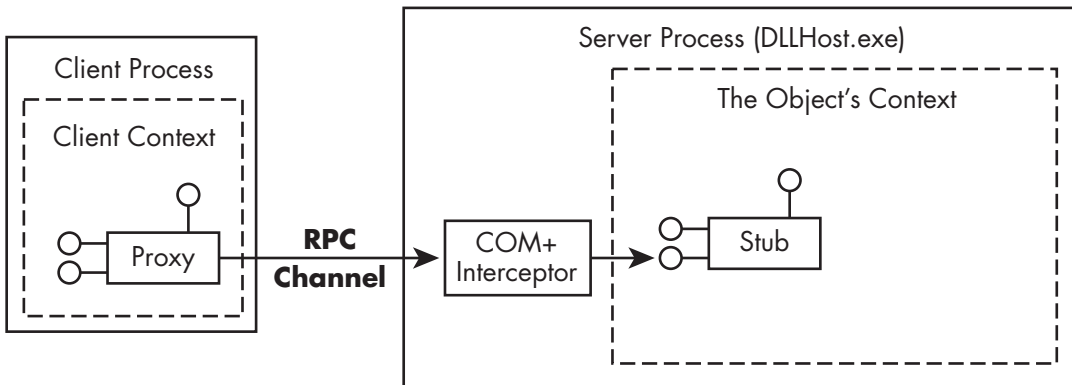 Client Process
Client Context
Proxy
RPC
Channel
Server Process (DLLHost.exe)
The Object's Context
COM+
Interceptor
Stub